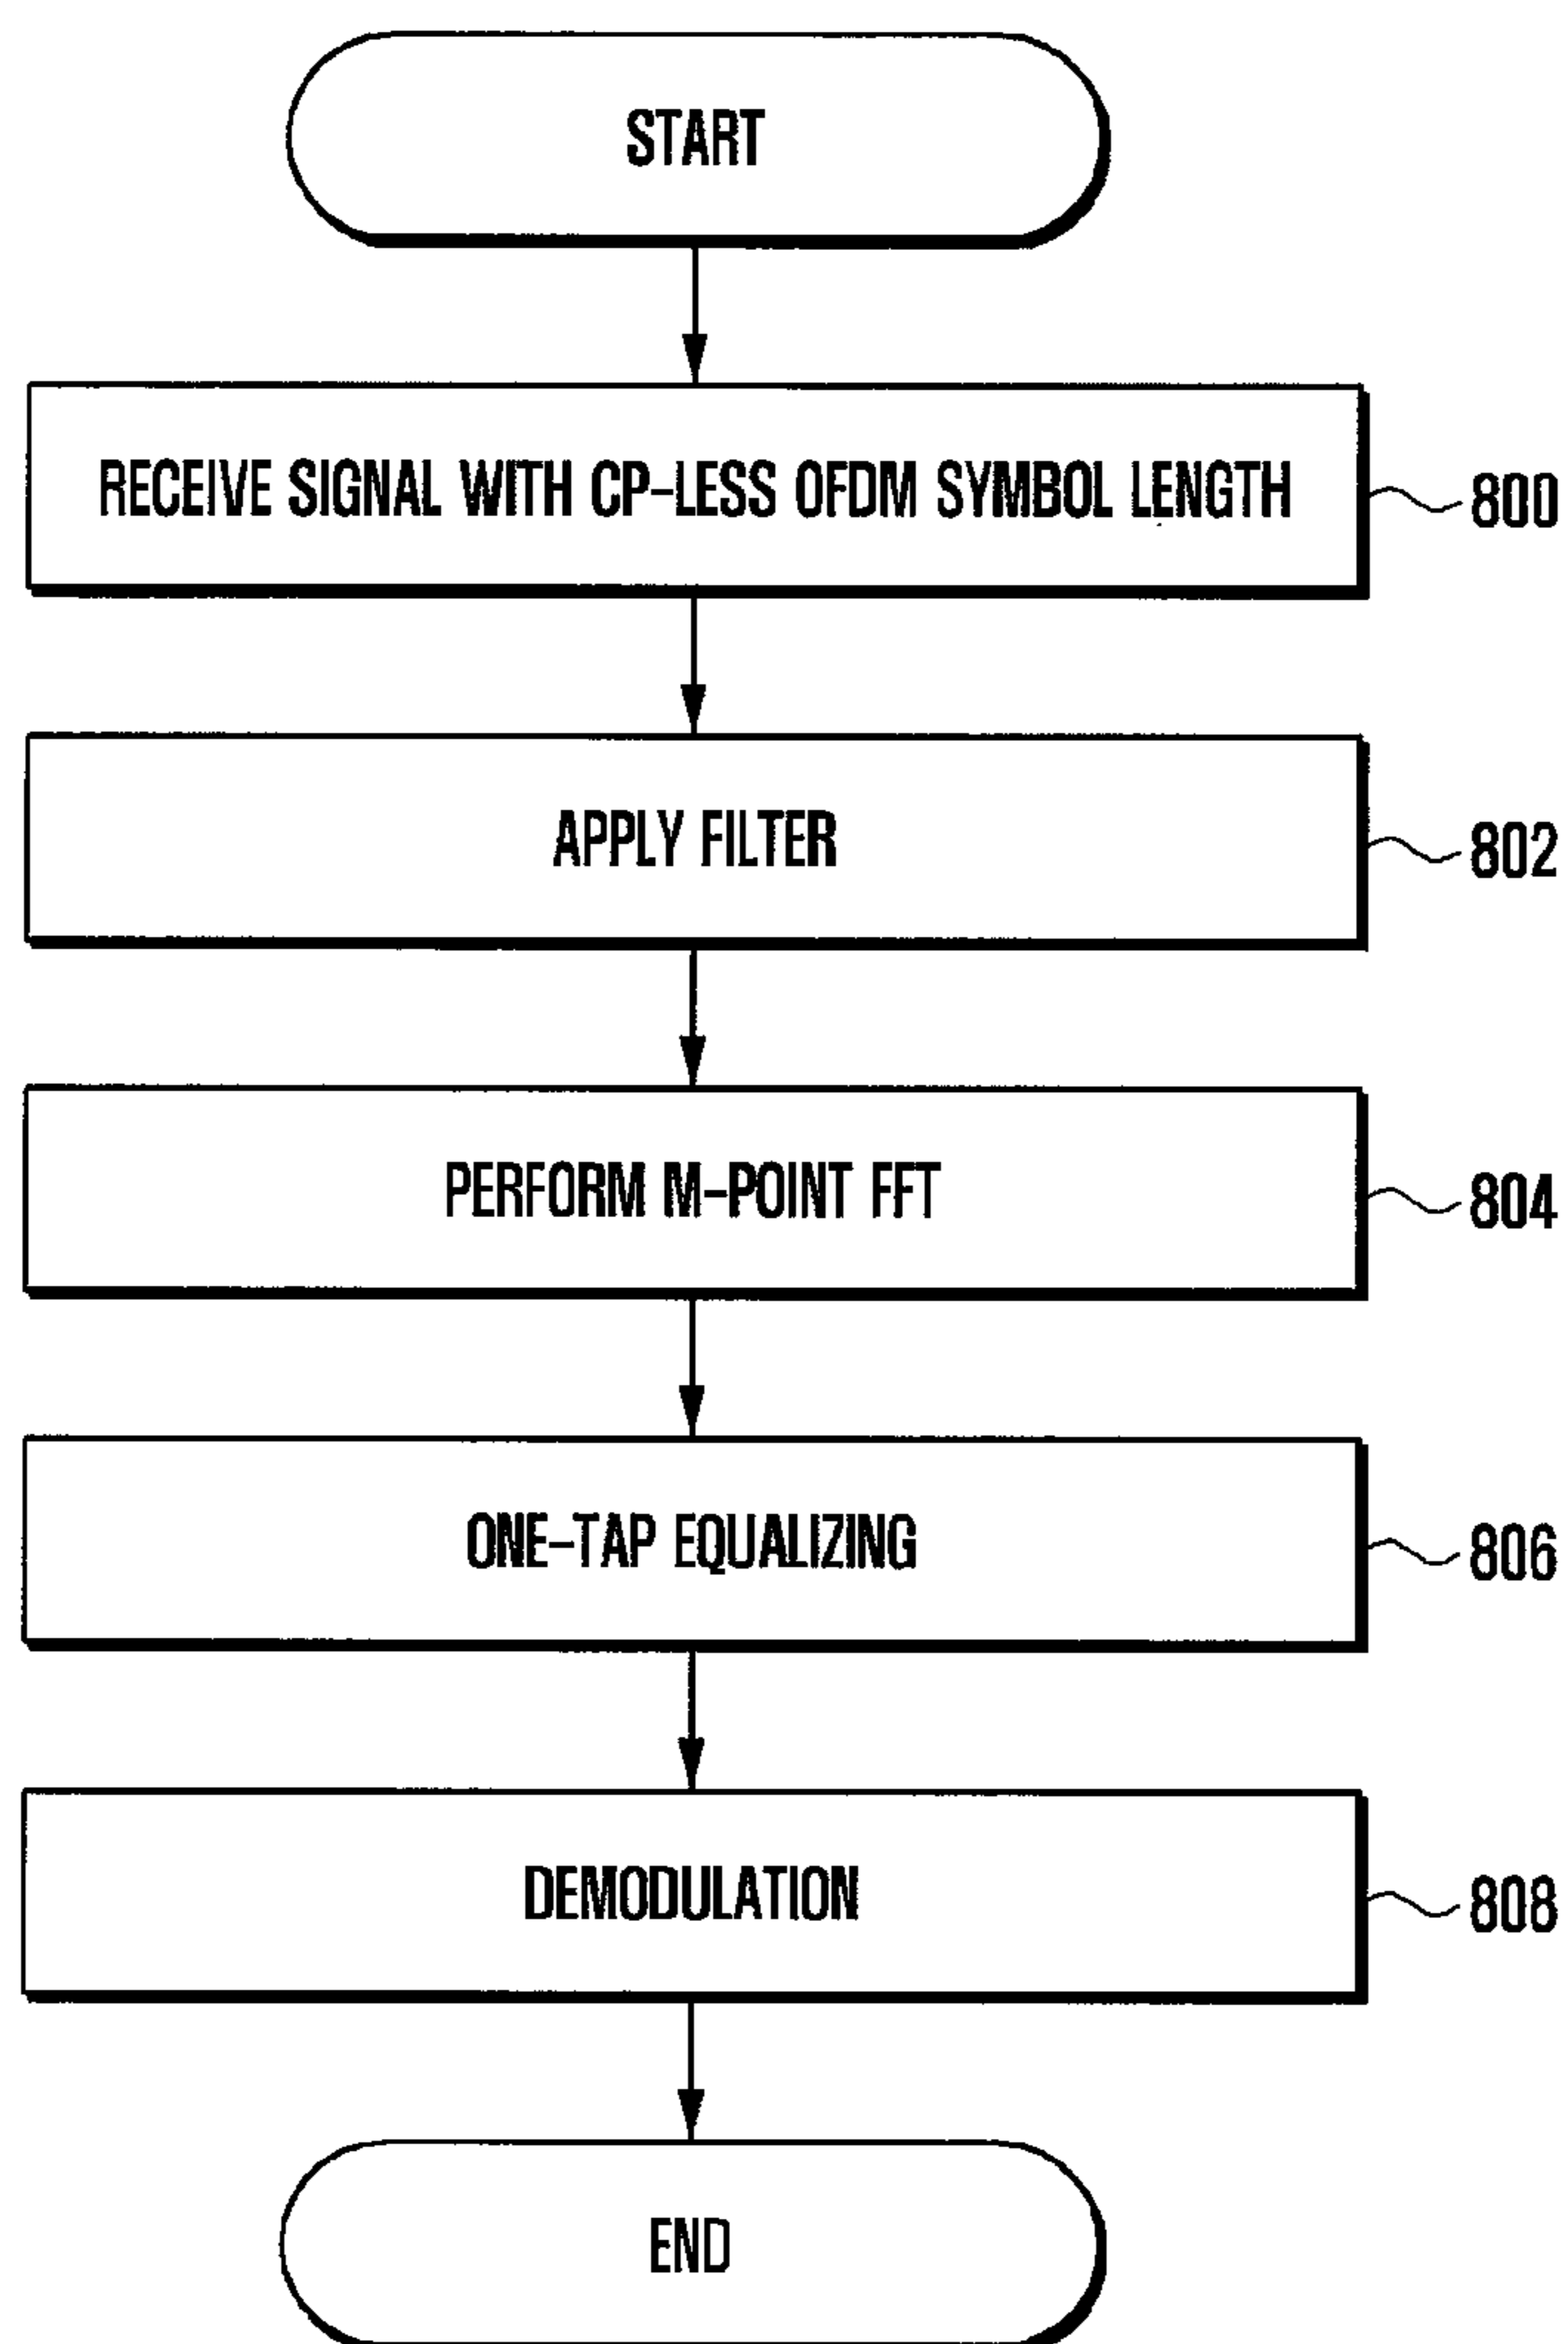 START
RECEIVE SIGNAL WITH CP-LESS OFDM SYMBOL LENGTH
800
APPLY FILTER
802
PERFORM M-POINT FFT
804
ONE-TAP EQUALIZING
806
DEMODULATION
808
END